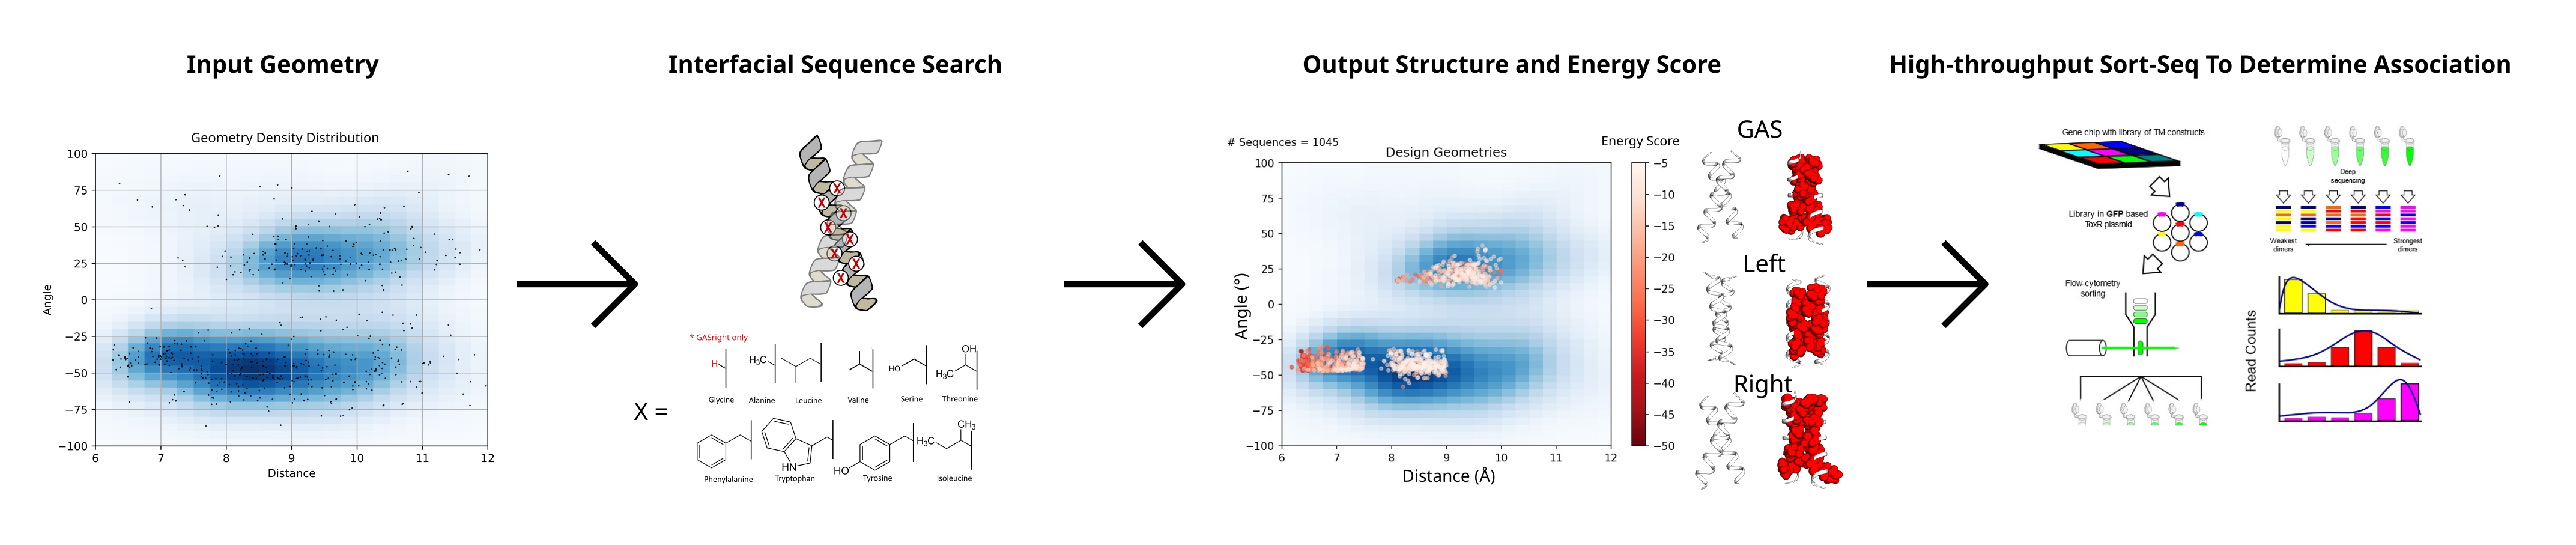 Input Geometry
Geometry Density Distribution
Angle
100
75
50
25
0
−25
−50
−75
−100
6 7 8 9 10 11 12
Distance
Interfacial Sequence Search
X X X X X X X X
* GASright only
X =
H
H₃C
HO
OH
H₃C
Glycine Alanine Leucine Valine Serine Threonine
HN
HO
CH₃
H₃C
Phenylalanine Tryptophan Tyrosine Isoleucine
Output Structure and Energy Score
# Sequences = 1045
Design Geometries
Energy Score
Angle (°)
100
75
50
25
0
−25
−50
−75
−100
6 7 8 9 10 11 12
Distance (Å)
−5
−10
−15
−20
−25
−30
−35
−40
−45
−50
GAS
Left
Right
High-throughput Sort-Seq To Determine Association
Gene chip with library of TM constructs
Library in GFP based
ToxR plasmid
Flow-cytometry
sorting
Deep
sequencing
Weakest
dimers
Strongest
dimers
Read Counts